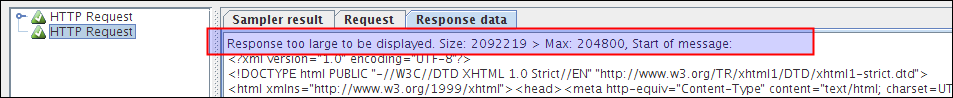 HTTP Request
HTTP Request
Sampler result Request Response data
Response too large to be displayed. Size: 2092219 > Max: 204800, Start of message:
<?xml version="1.0" encoding="UTF-8"?>
<!DOCTYPE html PUBLIC "-//W3C//DTD XHTML 1.0 Strict//EN" "http://www.w3.org/TR/xhtml1/DTD/xhtml1-strict.dtd">
<html xmlns="http://www.w3.org/1999/xhtml"><head><meta http-equiv="Content-Type" content="text/html; charset=UT